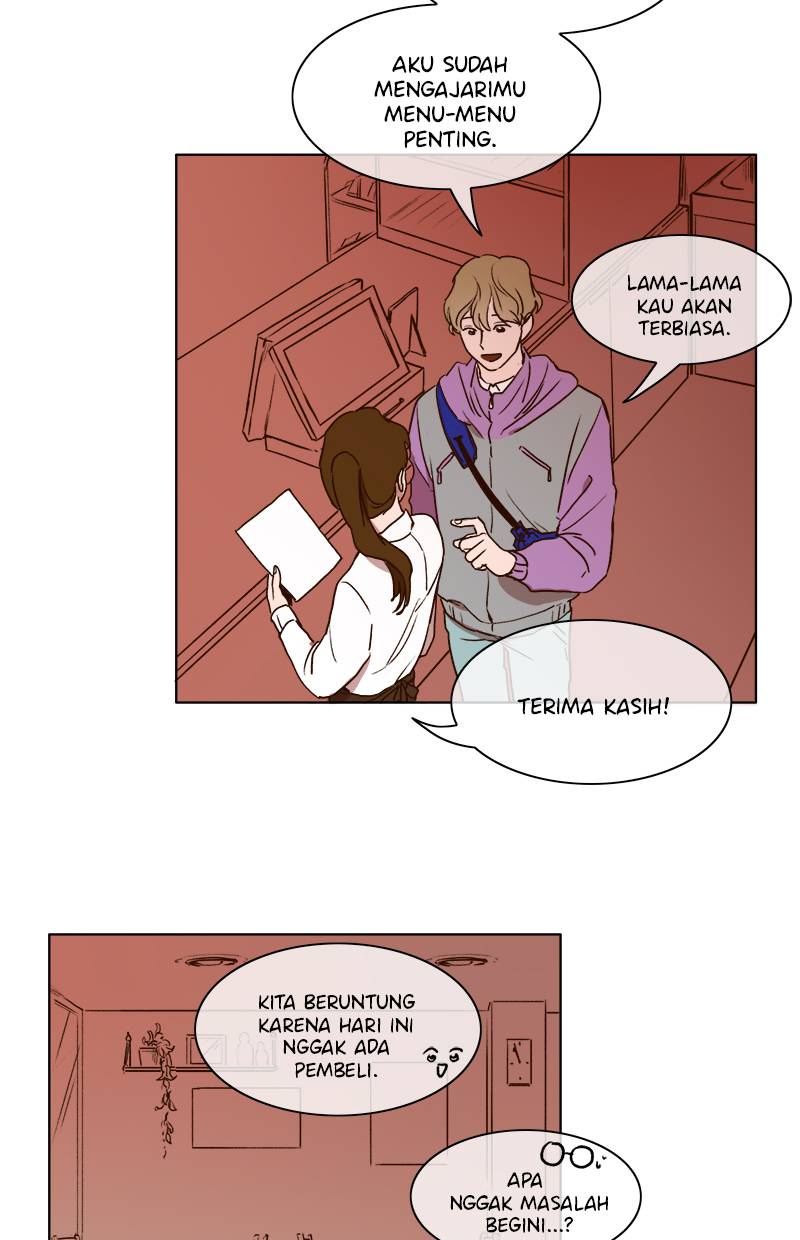 AKU SUDAH
MENGAJARIMU
MENU-MENU
PENTING.
LAMA-LAMA
KAU AKAN
TERBIASA.
TERIMA KASIH!
KITA BERUNTUNG
KARENA HARI INI
NGGAK ADA
PEMBELI.
APA
NGGAK MASALAH
BEGINI...?